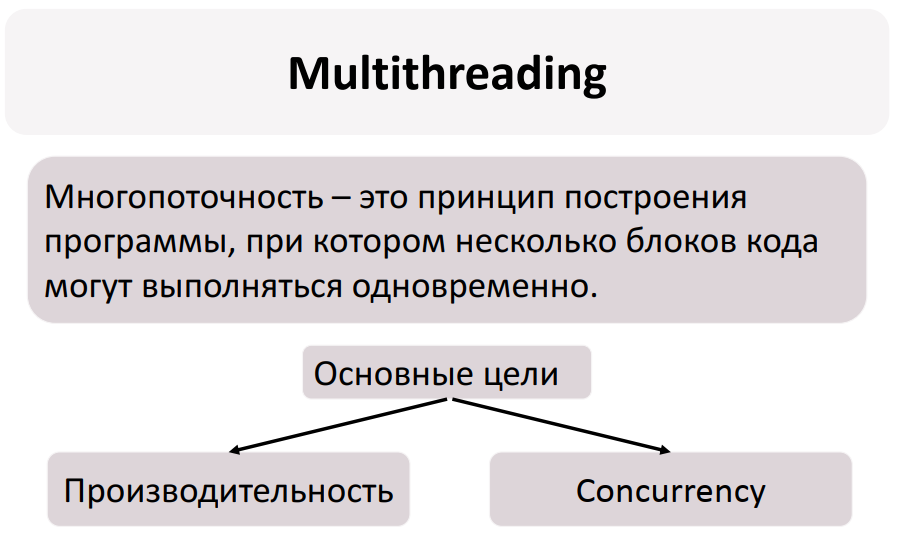 Multithreading
Многопоточность – это принцип построения
программы, при котором несколько блоков кода
могут выполняться одновременно.
Основные цели
Производительность
Concurrency